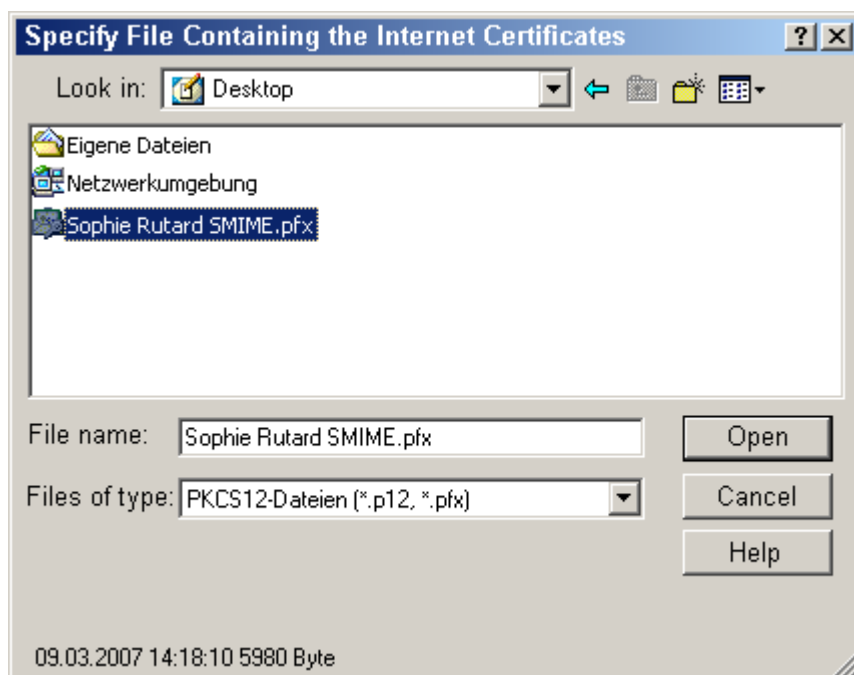 Specify File Containing the Internet Certificates
Look in: Desktop
Eigene Dateien
Netzwerkumgebung
Sophie Rutard SMIME.pfx
File name: Sophie Rutard SMIME.pfx Open
Files of type: PKCS12-Dateien (*.p12, *.pfx) Cancel
Help
09.03.2007 14:18:10 5980 Byte